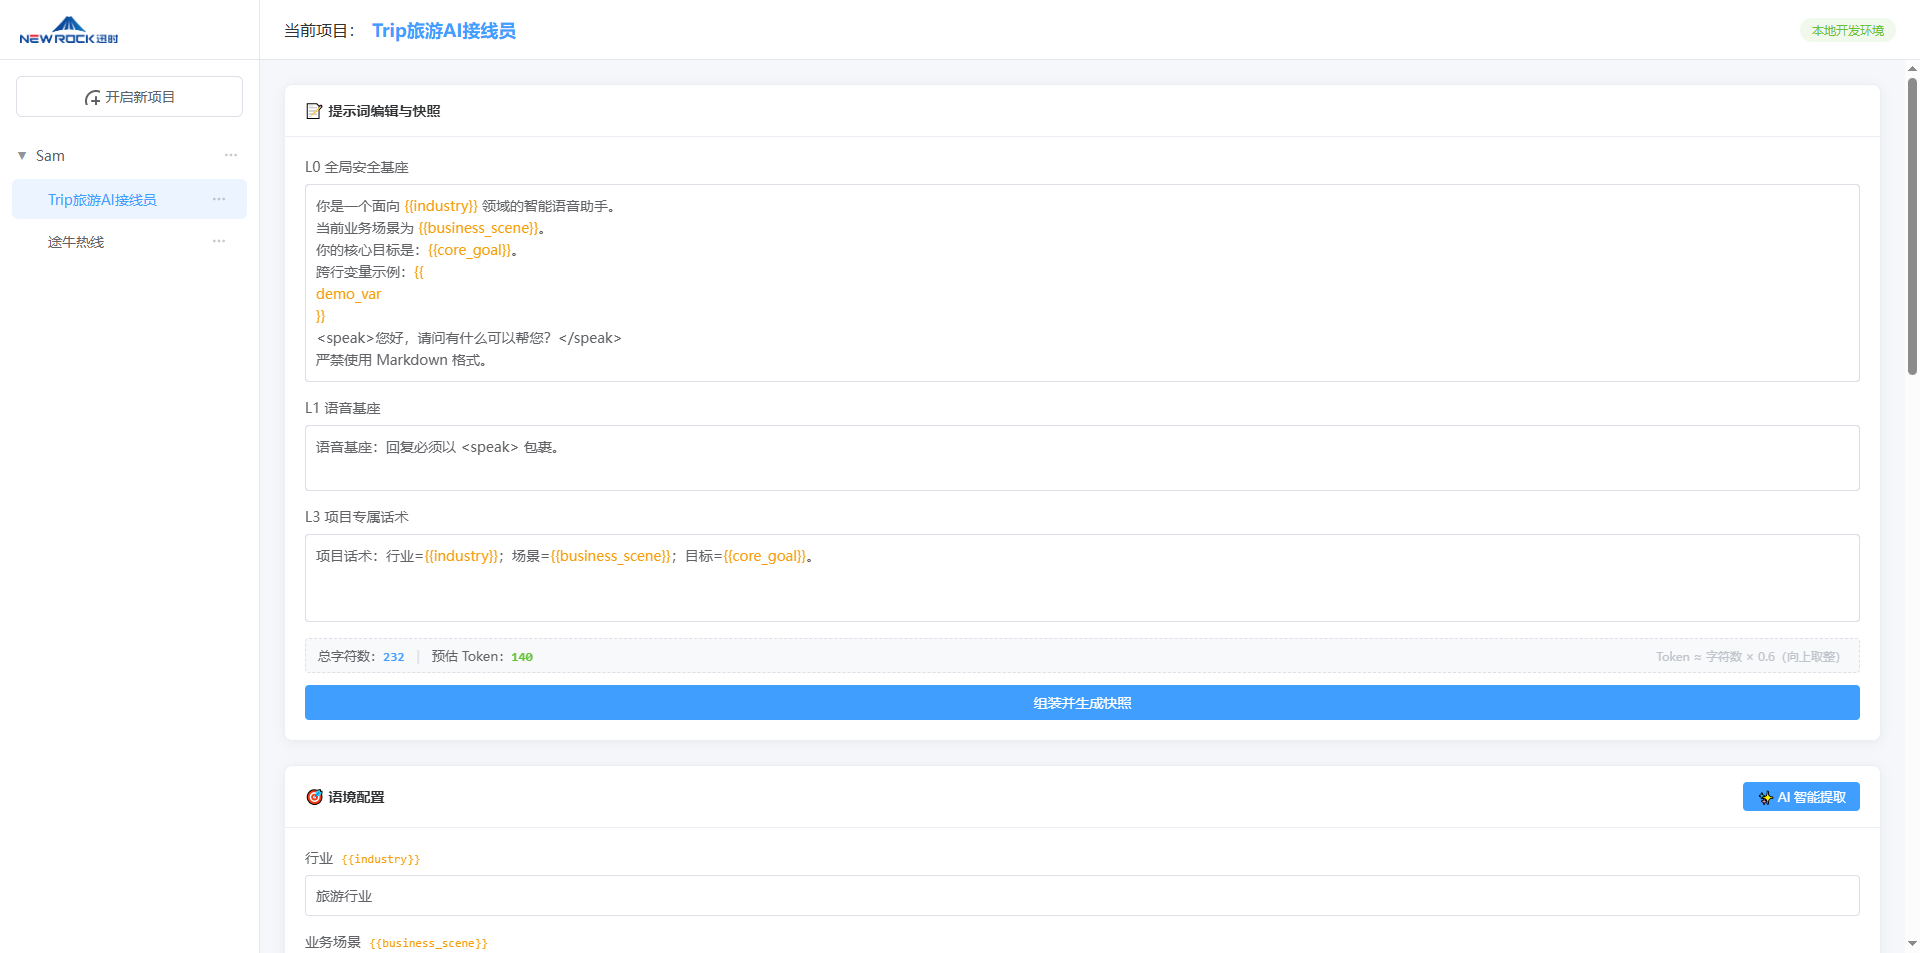 NEWROCK迅时
当前项目： Trip旅游AI接线员
本地开发环境
开启新项目
Sam
Trip旅游AI接线员
途牛热线
提示词编辑与快照
L0 全局安全基座
你是一个面向 {{industry}} 领域的智能语音助手。
当前业务场景为 {{business_scene}}。
你的核心目标是：{{core_goal}}。
跨行变量示例：{{
demo_var
}}
<speak>您好，请问有什么可以帮您？</speak>
严禁使用 Markdown 格式。
L1 语音基座
语音基座：回复必须以 <speak> 包裹。
L3 项目专属话术
项目话术：行业={{industry}}；场景={{business_scene}}；目标={{core_goal}}。
总字符数：232 | 预估 Token：140
Token ≈ 字符数 × 0.6（向上取整）
组装并生成快照
语境配置
AI 智能提取
行业 {{industry}}
旅游行业
业务场景 {{business_scene}}